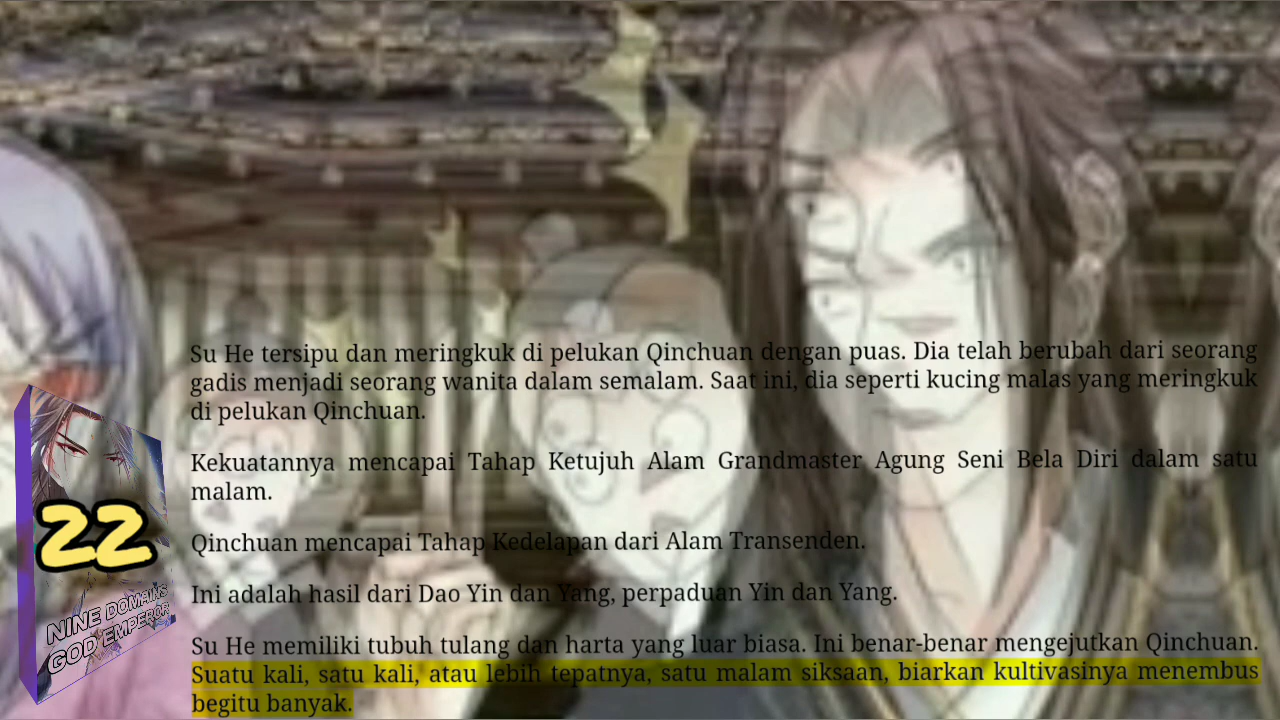 Su He tersipu dan meringkuk di pelukan Qinchuan dengan puas. Dia telah berubah dari seorang
gadis menjadi seorang wanita dalam semalam. Saat ini, dia seperti kucing malas yang meringkuk
di pelukan Qinchuan.
Kekuatannya mencapai Tahap Ketujuh Alam Grandmaster Agung Seni Bela Diri dalam satu
malam.
Qinchuan mencapai Tahap Kedelapan dari Alam Transenden.
Ini adalah hasil dari Dao Yin dan Yang, perpaduan Yin dan Yang.
Su He memiliki tubuh tulang dan harta yang luar biasa. Ini benar-benar mengejutkan Qinchuan.
Suatu kali, satu kali, atau lebih tepatnya, satu malam siksaan, biarkan kultivasinya menembus
begitu banyak.
22
NINE DOMAINS
GOD EMPEROR